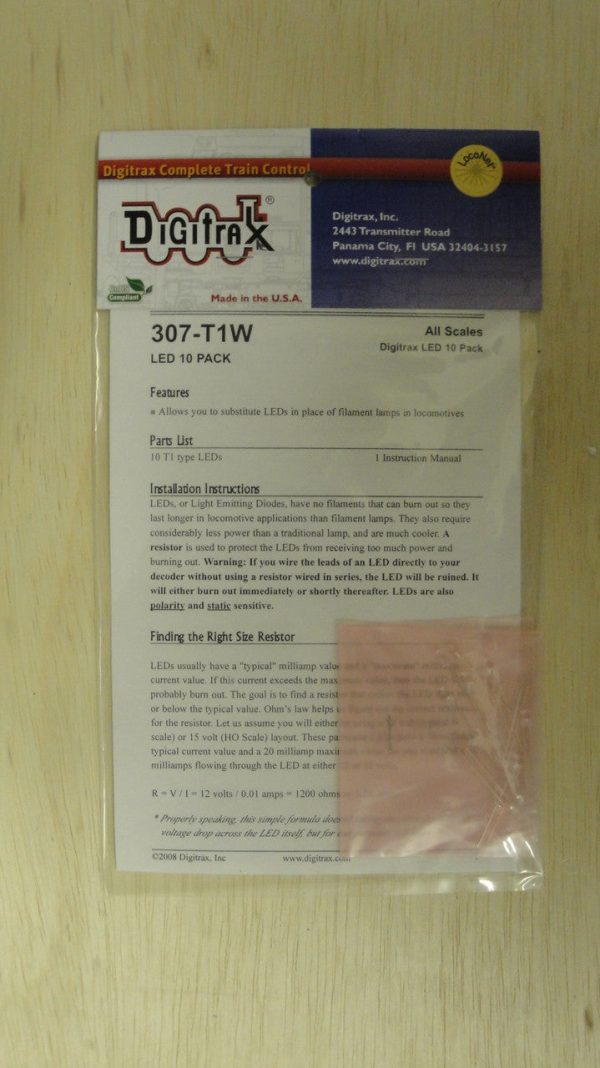 Digitrax Complete Train Control
LocoNet
DIGITRAX®
Digitrax, Inc.
2443 Transmitter Road
Panama City, Fl USA 32404-3157
www.digitrax.com
RoHS
Compliant
Made in the U.S.A.
307-T1W
All Scales
LED 10 PACK
Digitrax LED 10 Pack
Features
■ Allows you to substitute LEDs in place of filament lamps in locomotives
Parts List
10 T1 type LEDs 1 Instruction Manual
Installation Instructions
LEDs, or Light Emitting Diodes, have no filaments that can burn out so they
last longer in locomotive applications than filament lamps. They also require
considerably less power than a traditional lamp, and are much cooler. A
resistor is used to protect the LEDs from receiving too much power and
burning out. Warning: If you wire the leads of an LED directly to your
decoder without using a resistor wired in series, the LED will be ruined. It
will either burn out immediately or shortly thereafter. LEDs are also
polarity and static sensitive.
Finding the Right Size Resistor
LEDs usually have a "typical" milliamp value
current value. If this current exceeds the
probably burn out. The goal is to find a
or below the typical value. Ohm's law helps
for the resistor. Let us assume you will either
scale) or 15 volt (HO Scale) layout. These
typical current value and a 20 milliamp
milliamps flowing through the LED at either
R = V / I = 12 volts / 0.01 amps = 1200 ohms
* Properly speaking, this simple formula does
voltage drop across the LED itself, but for
©2008 Digitrax, Inc www.digitrax.com